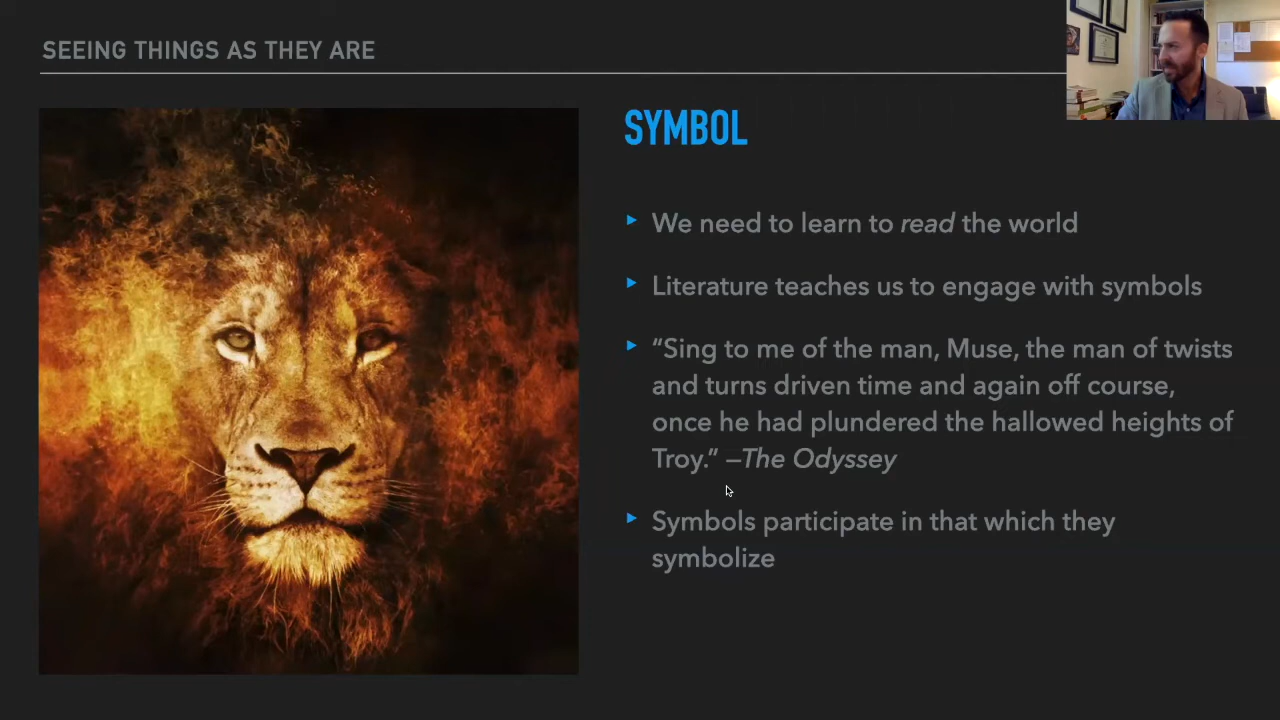 SEEING THINGS AS THEY ARE
SYMBOL
We need to learn to read the world
Literature teaches us to engage with symbols
“Sing to me of the man, Muse, the man of twists
and turns driven time and again off course,
once he had plundered the hallowed heights of
Troy.” –The Odyssey
Symbols participate in that which they
symbolize